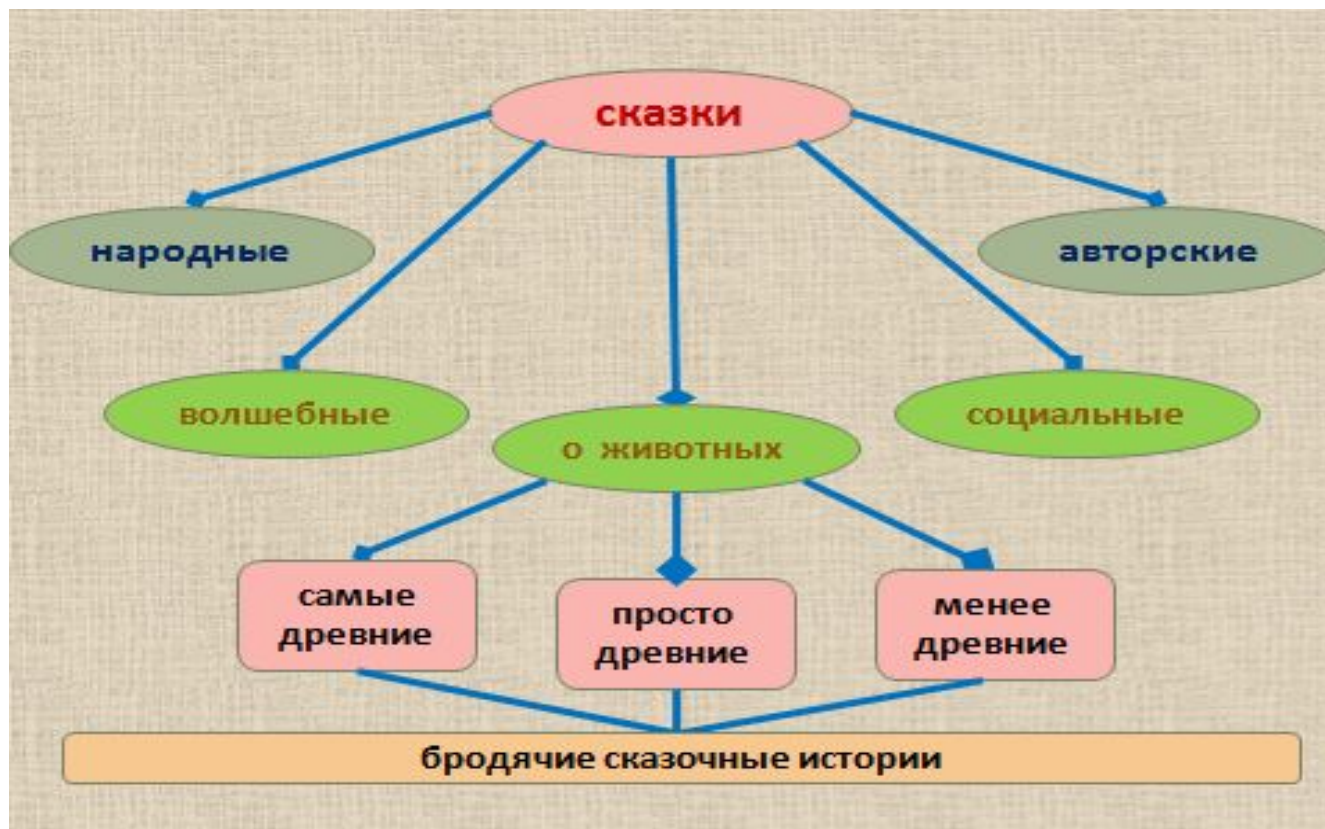 сказки
народные
авторские
волшебные
социальные
о животных
самые
древние
просто
древние
менее
древние
бродячие сказочные истории